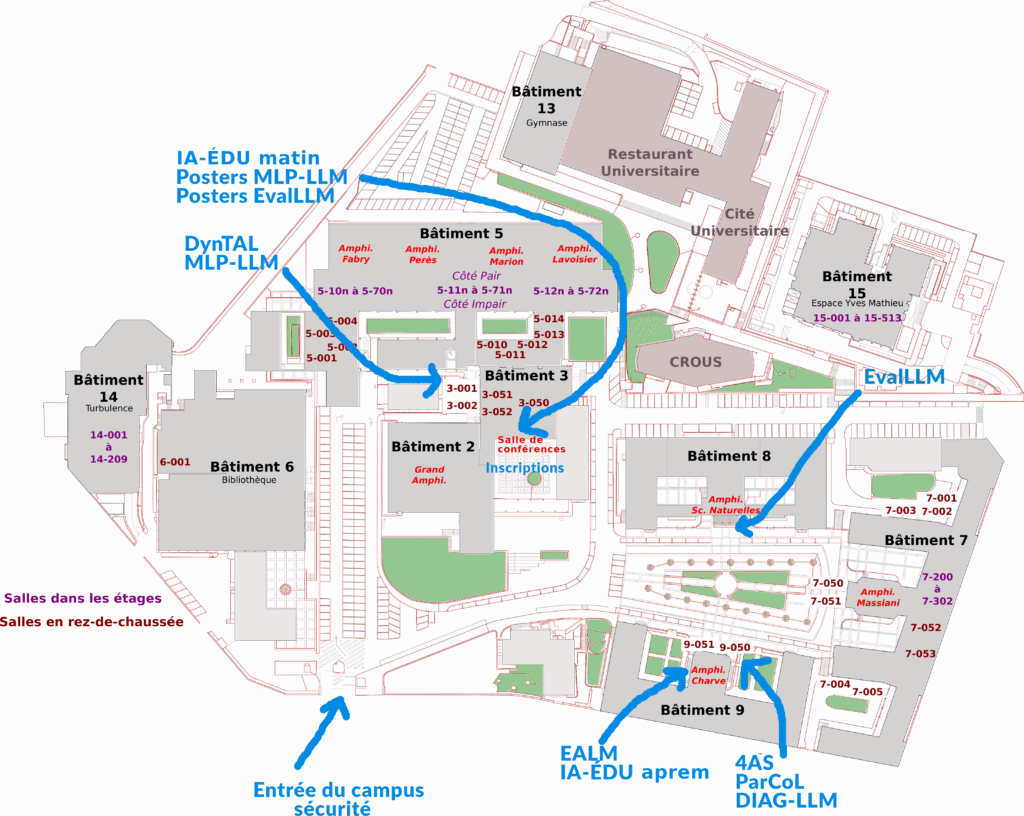 Bâtiment
13
Gymnase
Restaurant
Universitaire
Cité
Universitaire
IA-ÉDU matin
Posters MLP-LLM
Posters EvalLLM
DynTAL
MLP-LLM
Bâtiment 5
Amphi.
Fabry
Amphi.
Perès
Amphi.
Marion
Amphi.
Lavoisier
Côté Pair
5-10n à 5-70n
5-11n à 5-71n
5-12n à 5-72n
Côté Impair
Bâtiment
15
Espace Yves Mathieu
15-001 à 15-513
5-004
5-003
5-002
5-001
5-014
5-013
5-010
5-012
5-011
CROUS
EvalLLM
Bâtiment
14
Turbulence
14-001
à
14-209
Bâtiment 3
3-001
3-051
3-002
3-052
3-050
Salle de
conférences
Inscriptions
6-001
Bâtiment 6
Bibliothèque
Bâtiment 2
Grand
Amphi.
Bâtiment 8
Amphi.
Sc. Naturelles
7-001
7-003
7-002
Bâtiment 7
7-200
à
7-302
7-050
7-051
Amphi.
Massiani
7-052
7-053
7-004
7-005
Salles dans les étages
Salles en rez-de-chaussée
9-051
9-050
Amphi.
Charve
Bâtiment 9
EALM
IA-ÉDU aprem
4AS
ParCoL
DIAG-LLM
Entrée du campus
sécurité